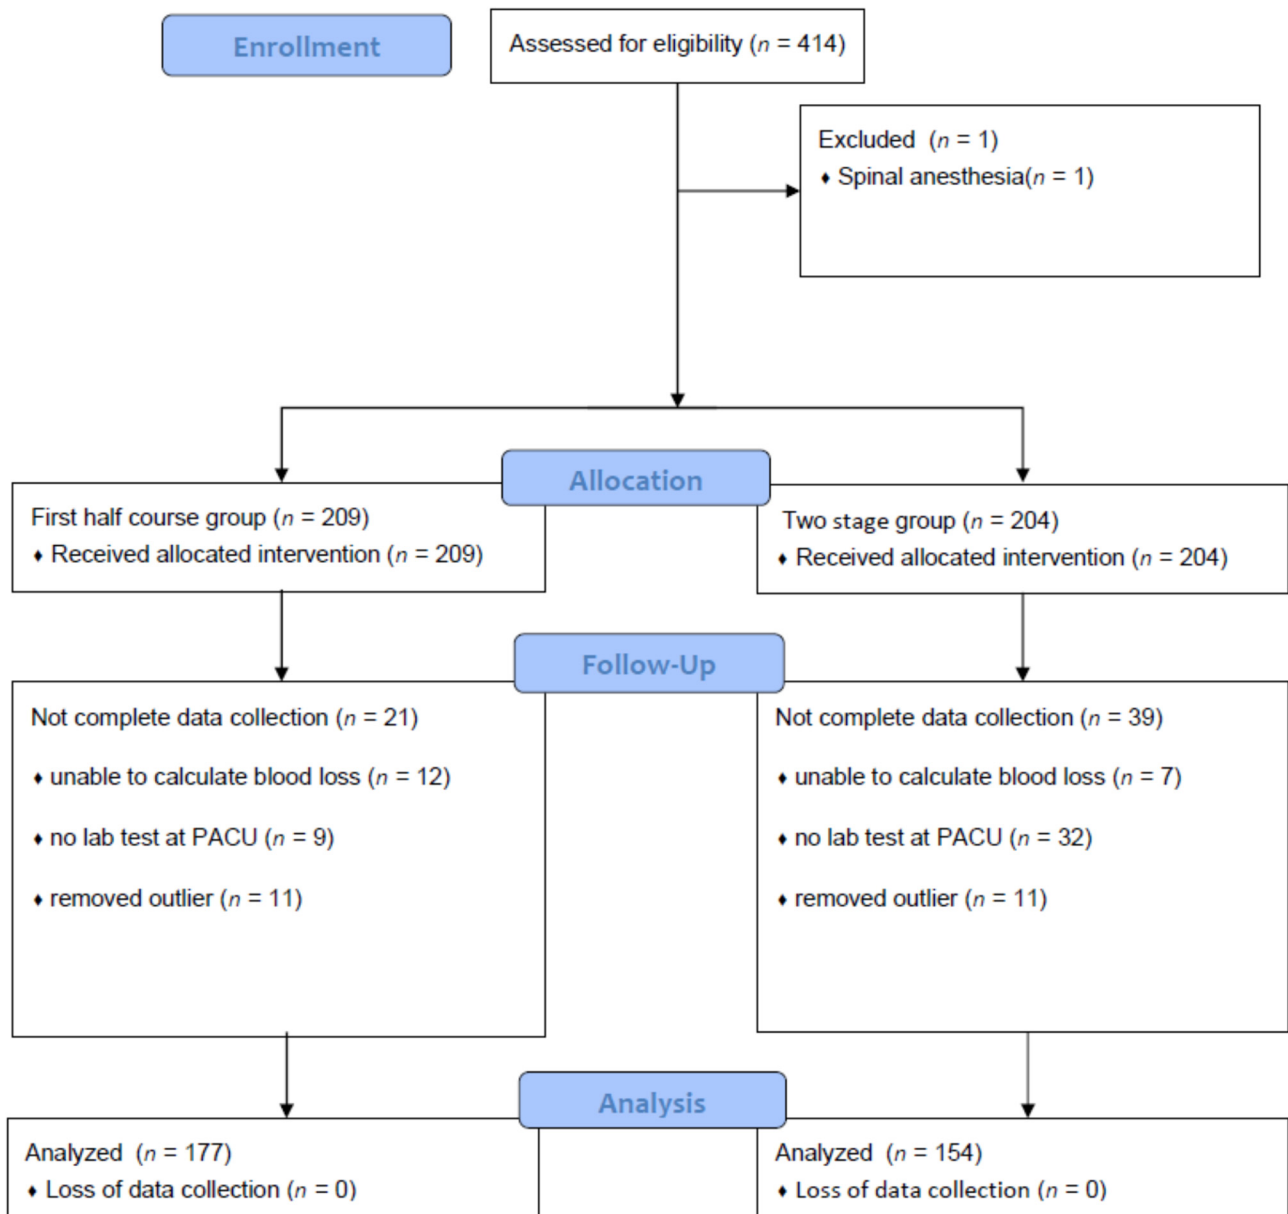 Enrollment
Assessed for eligibility (n = 414)
Excluded (n = 1)
♦ Spinal anesthesia(n = 1)
Allocation
First half course group (n = 209)
♦ Received allocated intervention (n = 209)
Two stage group (n = 204)
♦ Received allocated intervention (n = 204)
Follow-Up
Not complete data collection (n = 21)
♦ unable to calculate blood loss (n = 12)
♦ no lab test at PACU (n = 9)
♦ removed outlier (n = 11)
Not complete data collection (n = 39)
♦ unable to calculate blood loss (n = 7)
♦ no lab test at PACU (n = 32)
♦ removed outlier (n = 11)
Analysis
Analyzed (n = 177)
♦ Loss of data collection (n = 0)
Analyzed (n = 154)
♦ Loss of data collection (n = 0)